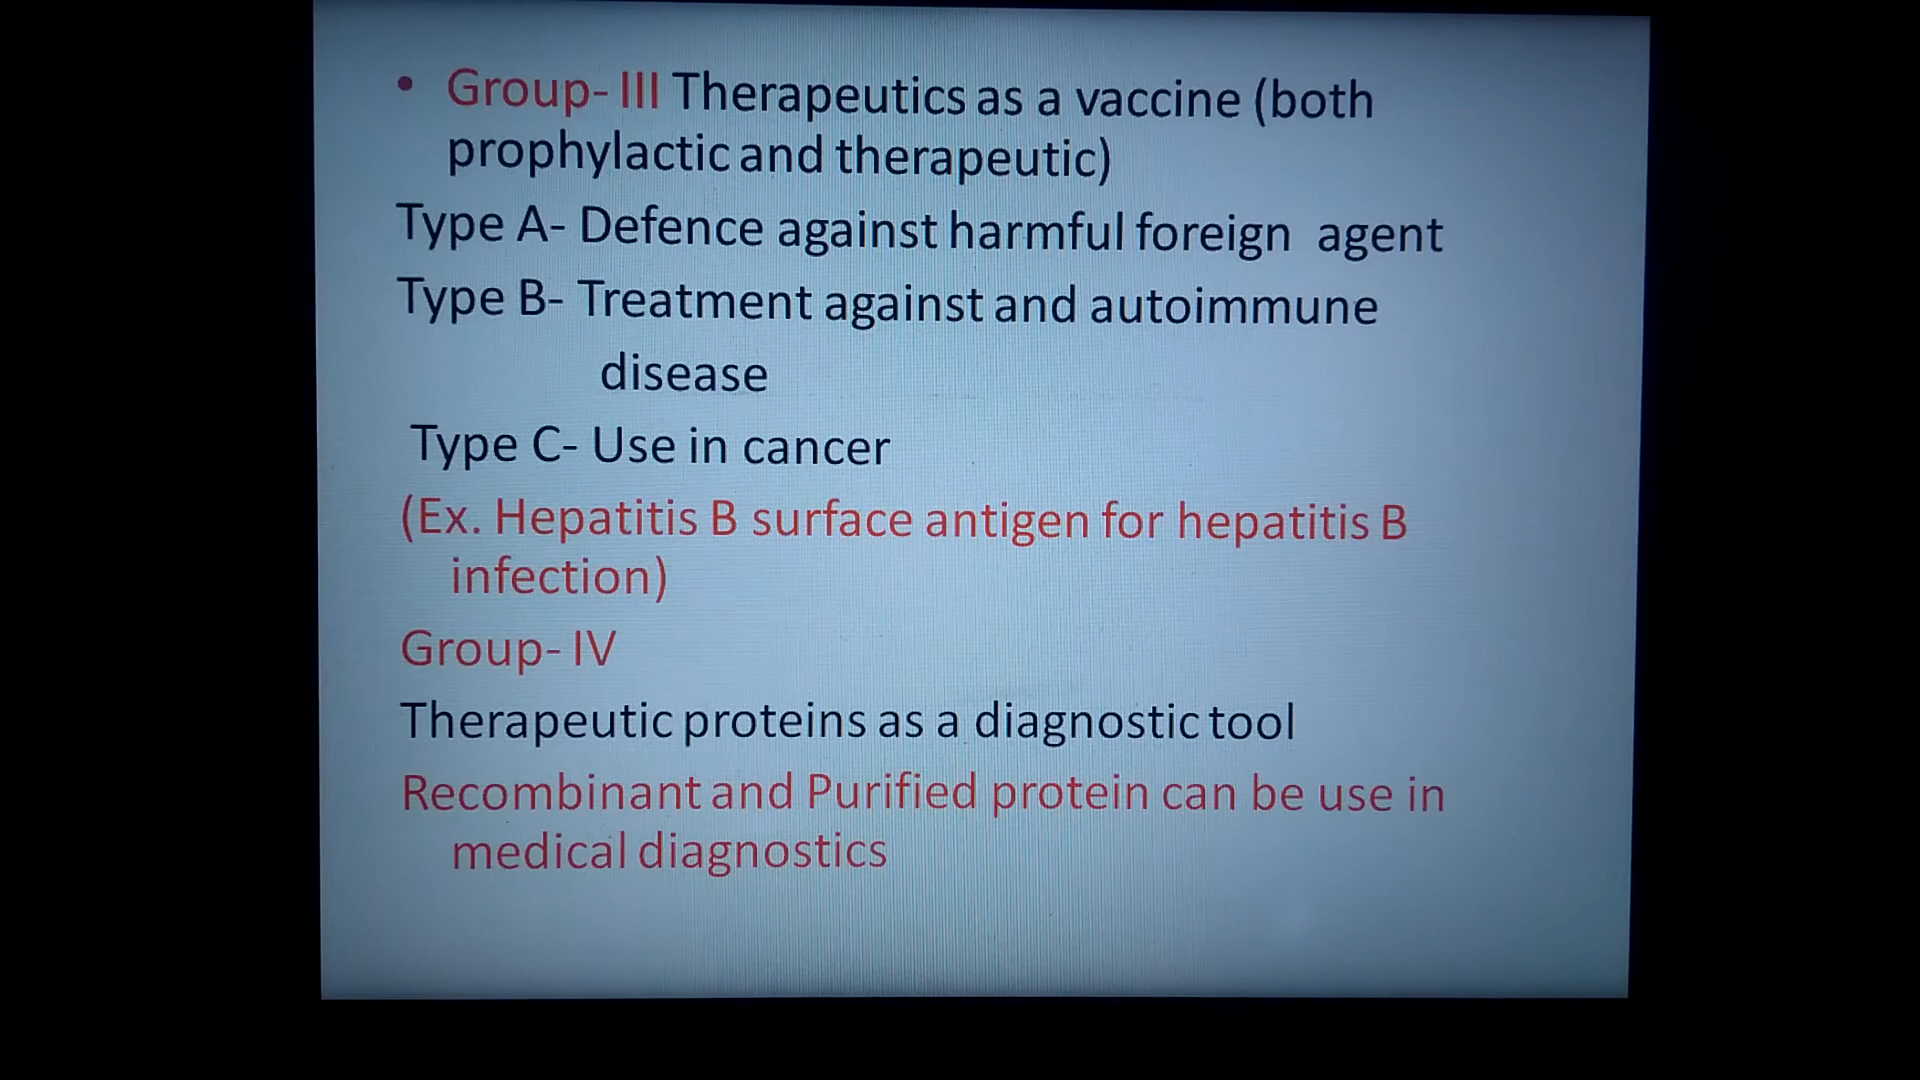 • Group- III Therapeutics as a vaccine (both
prophylactic and therapeutic)
Type A- Defence against harmful foreign agent
Type B- Treatment against and autoimmune
disease
Type C- Use in cancer
(Ex. Hepatitis B surface antigen for hepatitis B
infection)
Group- IV
Therapeutic proteins as a diagnostic tool
Recombinant and Purified protein can be use in
medical diagnostics